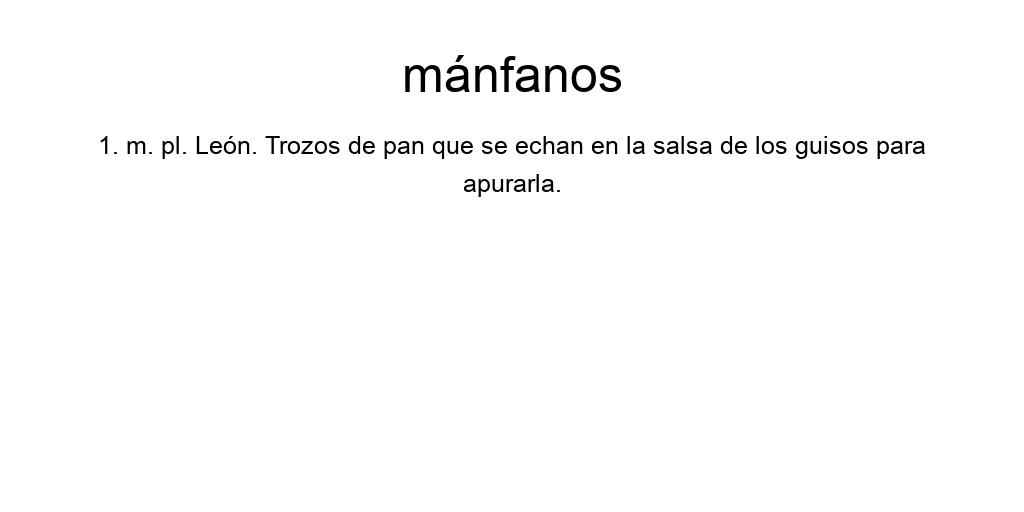 mánfanos
1. m. pl. León. Trozos de pan que se echan en la salsa de los guisos para
apurarla.